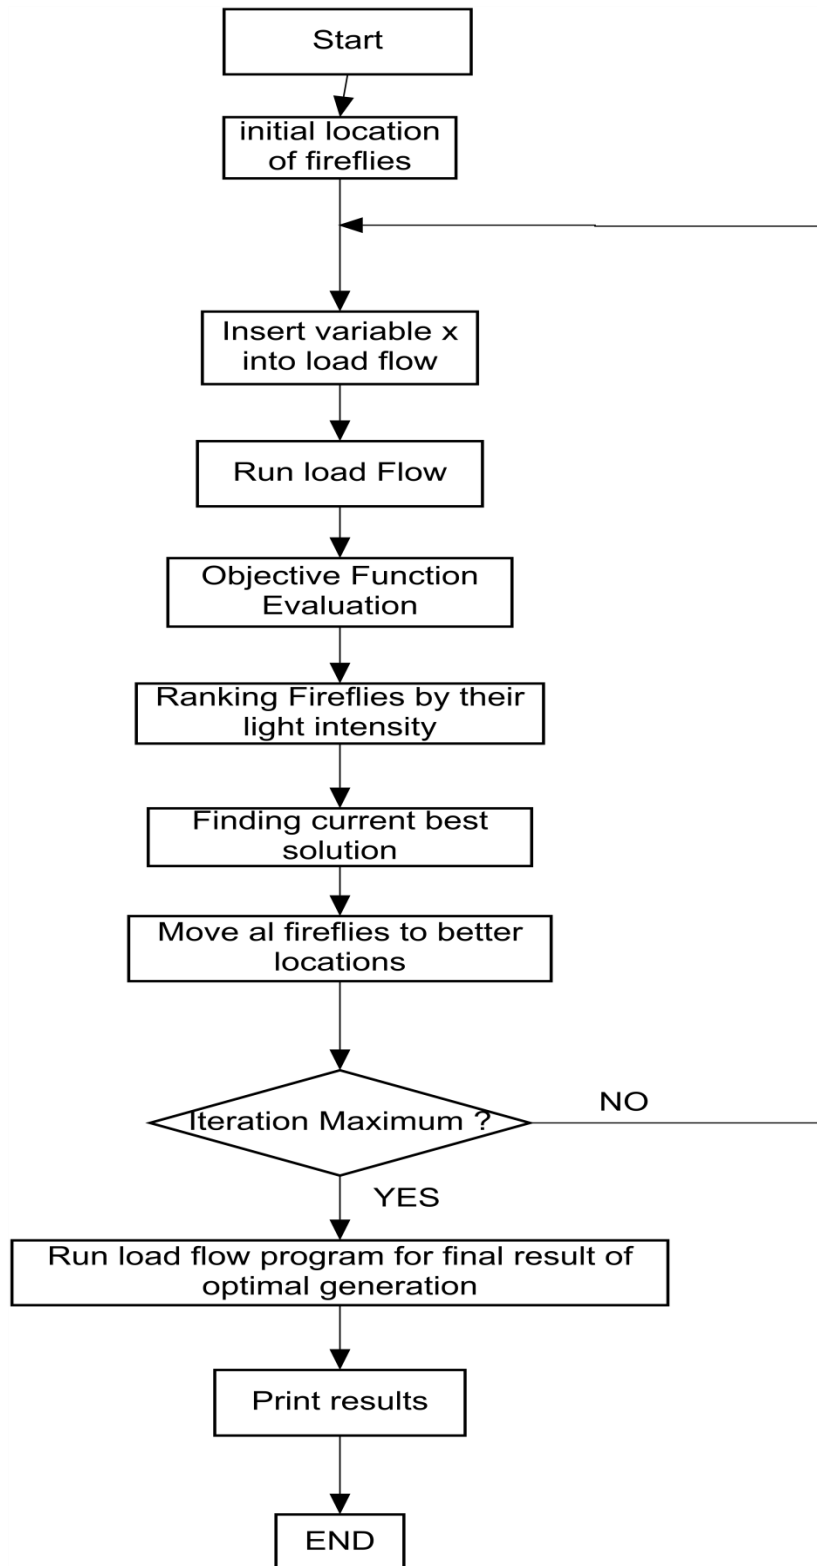 Start
initial location
of fireflies
Insert variable x
into load flow
Run load Flow
Objective Function
Evaluation
Ranking Fireflies by their
light intensity
Finding current best
solution
Move al fireflies to better
locations
Iteration Maximum ?
NO
YES
Run load flow program for final result of
optimal generation
Print results
END